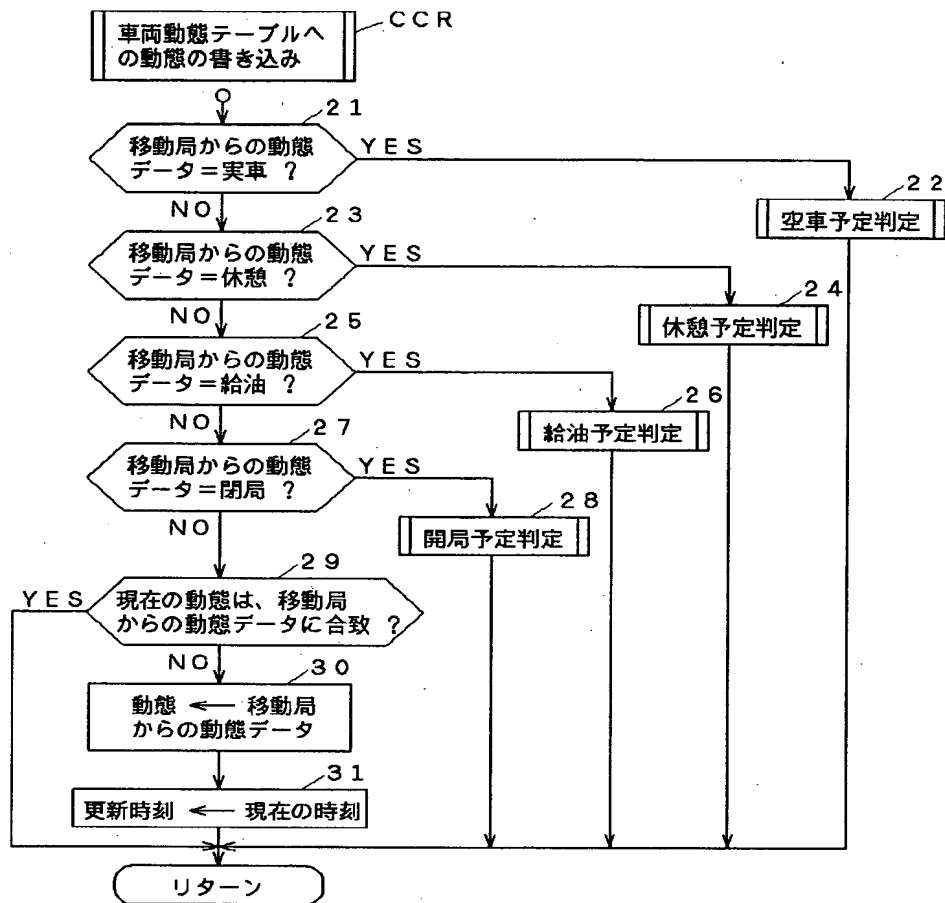 車両動態テーブルへ
の動態の書き込み
CCR
21
移動局からの動態
データ=実車 ?
YES
NO
22
空車予定判定
23
移動局からの動態
データ=休憩 ?
YES
NO
24
休憩予定判定
25
移動局からの動態
データ=給油 ?
YES
NO
26
給油予定判定
27
移動局からの動態
データ=閉局 ?
YES
NO
28
開局予定判定
29
YES
現在の動態は、移動局
からの動態データに合致 ?
NO
30
動態 ← 移動局
からの動態データ
31
更新時刻 ← 現在の時刻
リターン